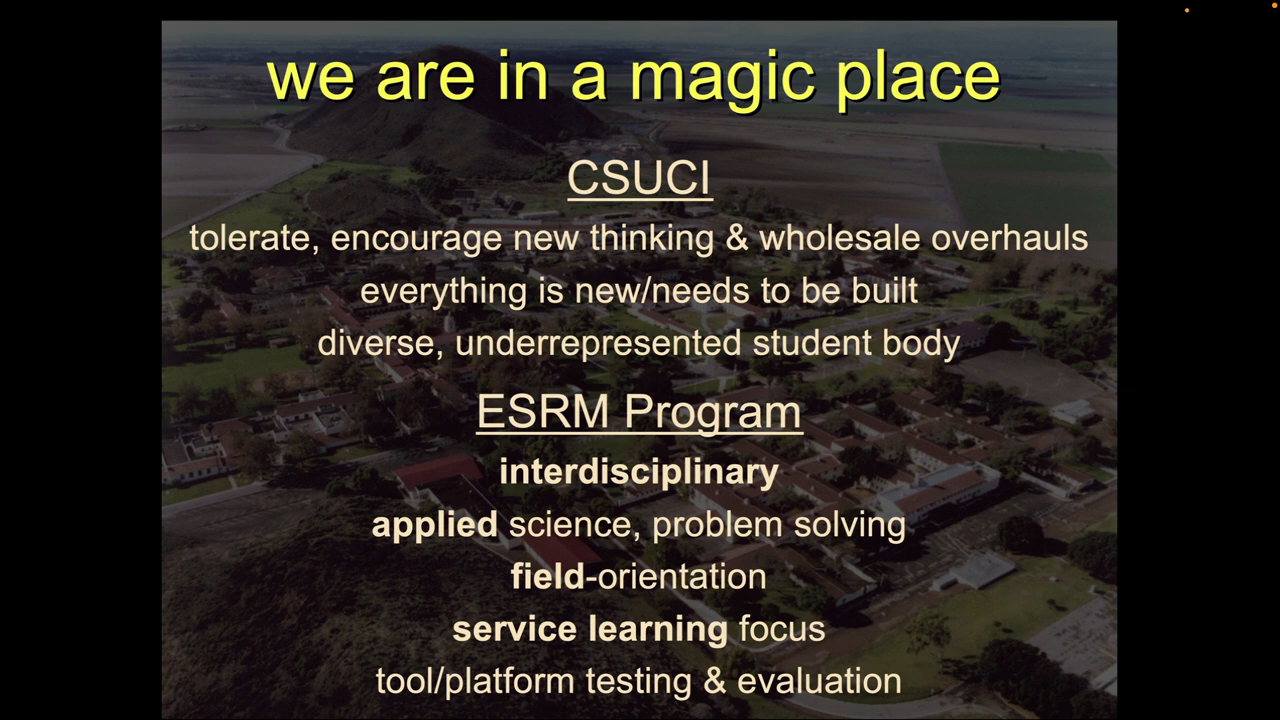 we are in a magic place
CSUCI
tolerate, encourage new thinking & wholesale overhauls
everything is new/needs to be built
diverse, underrepresented student body
ESRM Program
interdisciplinary
applied science, problem solving
field-orientation
service learning focus
tool/platform testing & evaluation